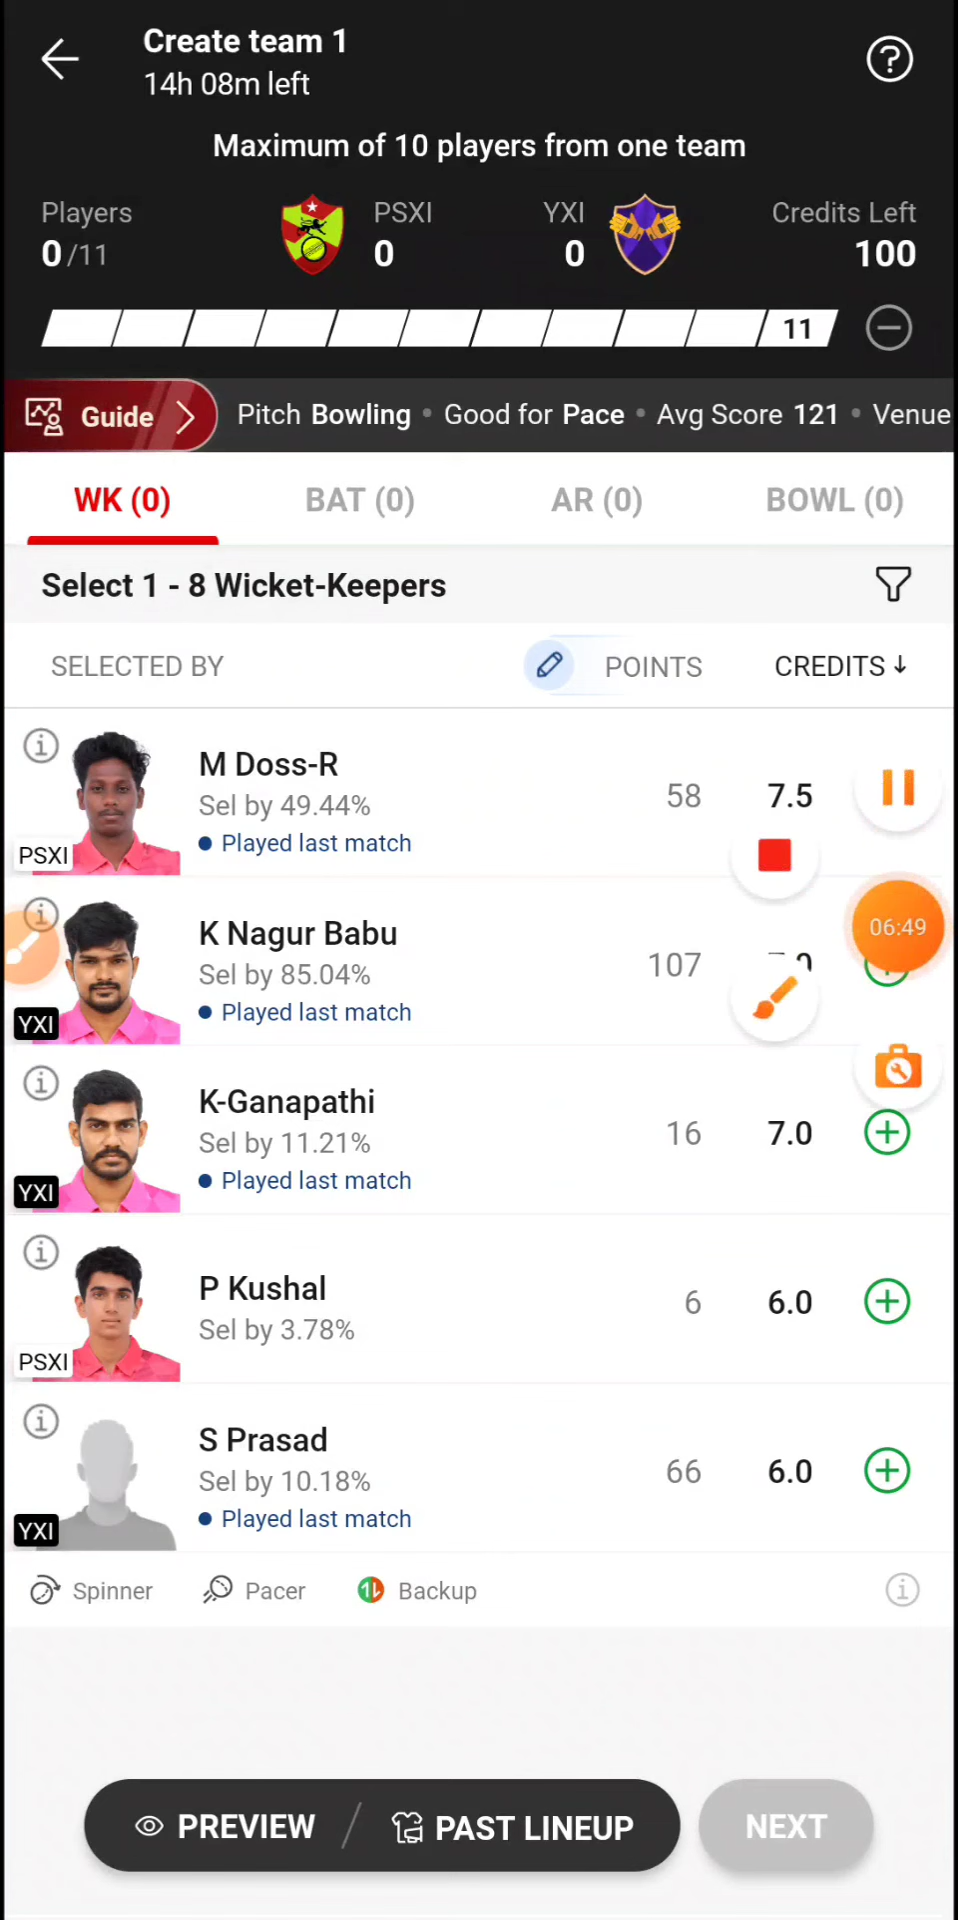 Create team 1
14h 08m left
Maximum of 10 players from one team
Players PSXI YXI Credits Left
0/11 0 0 100
11
Guide Pitch Bowling • Good for Pace • Avg Score 121 • Venue
WK (0) BAT (0) AR (0) BOWL (0)
Select 1 - 8 Wicket-Keepers
SELECTED BY POINTS CREDITS ↓
M Doss-R
Sel by 49.44% 58 7.5
Played last match
PSXI
K Nagur Babu 06:49
Sel by 85.04% 107
Played last match
YXI
K-Ganapathi
Sel by 11.21% 16 7.0
Played last match
YXI
P Kushal 6 6.0
Sel by 3.78%
PSXI
S Prasad
Sel by 10.18% 66 6.0
Played last match
YXI
Spinner Pacer Backup
PREVIEW / PAST LINEUP NEXT